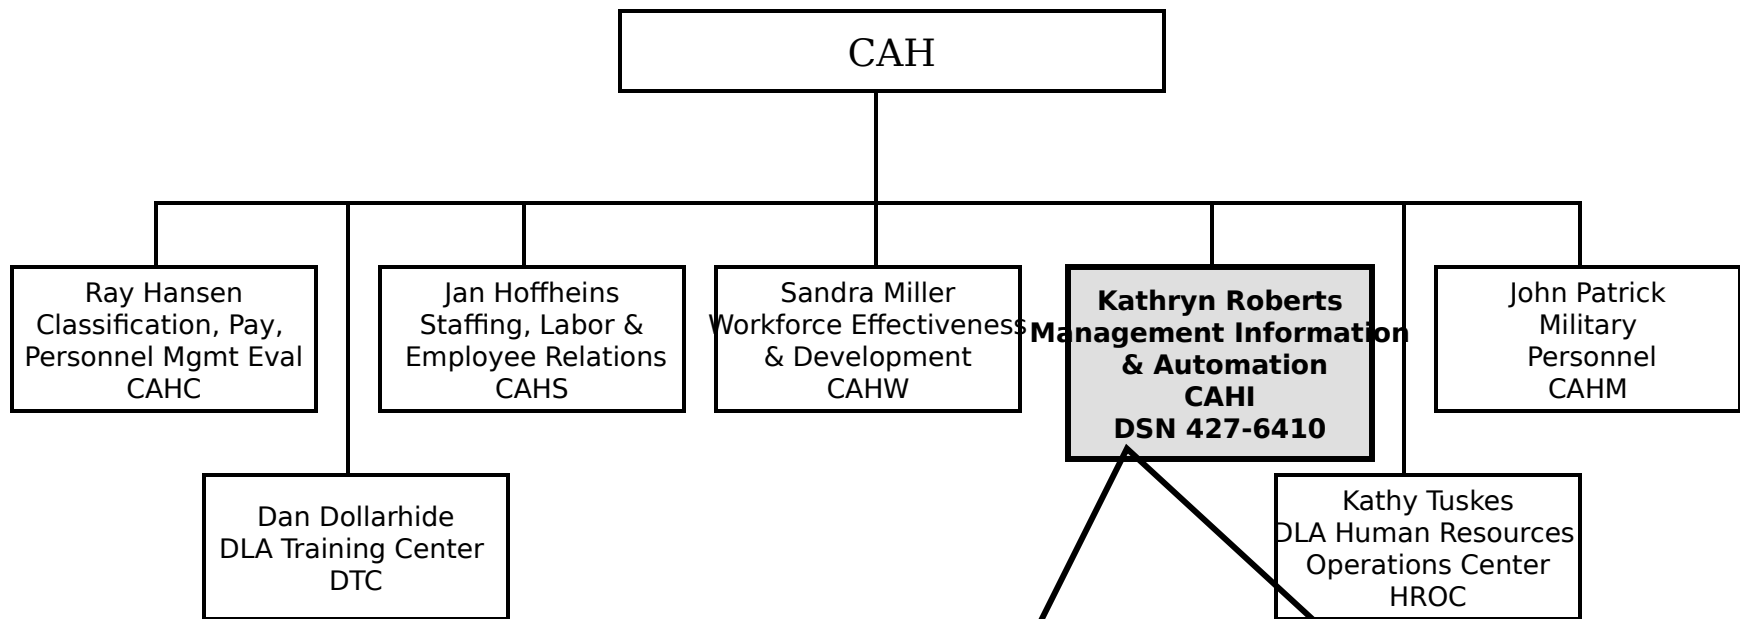 CAH
Ray Hansen
Classification, Pay,
Personnel Mgmt Eval
CAHC
Jan Hoffheins
Staffing, Labor &
Employee Relations
CAHS
Sandra Miller
Workforce Effectiveness
& Development
CAHW
Kathryn Roberts
Management Information
& Automation
CAHI
DSN 427-6410
John Patrick
Military
Personnel
CAHM
Dan Dollarhide
DLA Training Center
DTC
Kathy Tuskes
DLA Human Resources
Operations Center
HROC